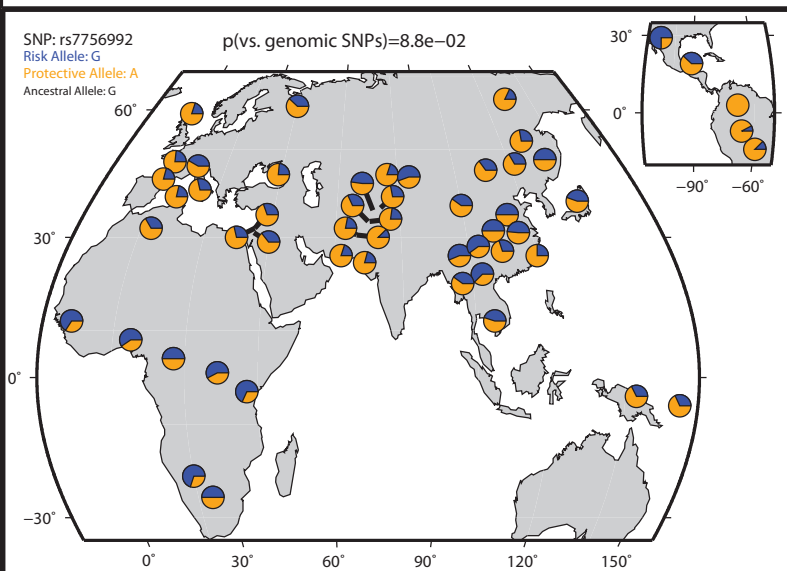 SNP: rs7756992
Risk Allele: G
Protective Allele: A
Ancestral Allele: G
p(vs. genomic SNPs)=8.8e−02
30˚
0˚
−90˚ −60˚
60˚
30˚
0˚
−30˚
0˚ 30˚ 60˚ 90˚ 120˚ 150˚